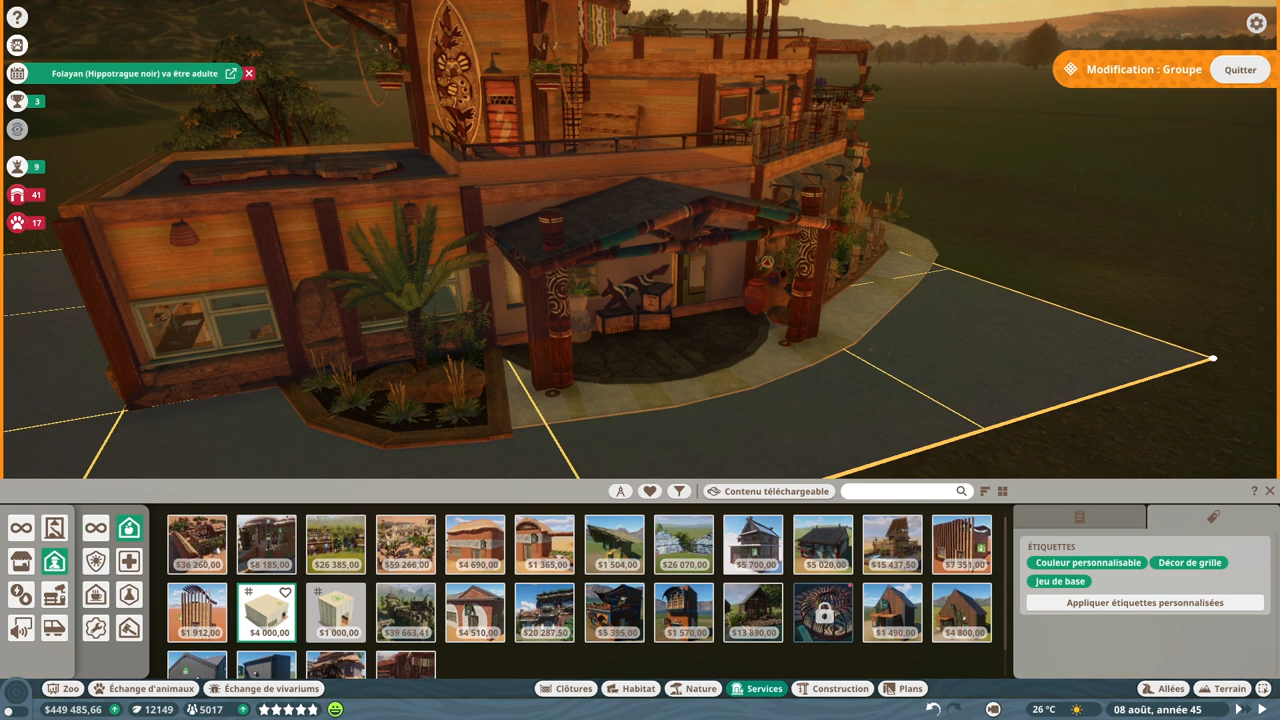 ?
Folayan (Hippotrague noir) va être adulte
3
9
41
17
Modification : Groupe
Quitter
Contenu téléchargeable
?
$36 260,00
$8 185,00
$26 385,00
$59 266,00
$4 690,00
$1 365,00
$1 504,00
$26 070,00
$5 700,00
$5 020,00
$15 437,50
$7 351,00
$1 912,00
$4 000,00
$1 000,00
$39 663,41
$4 510,00
$20 287,50
$5 395,00
$1 570,00
$13 890,00
$1 490,00
$4 800,00
ÉTIQUETTES
Couleur personnalisable
Décor de grille
Jeu de base
Appliquer étiquettes personnalisées
Zoo
Échange d'animaux
Échange de vivariums
Clôtures
Habitat
Nature
Services
Construction
Plans
Allées
Terrain
$449 485,66
12149
5017
26 °C
08 août, année 45